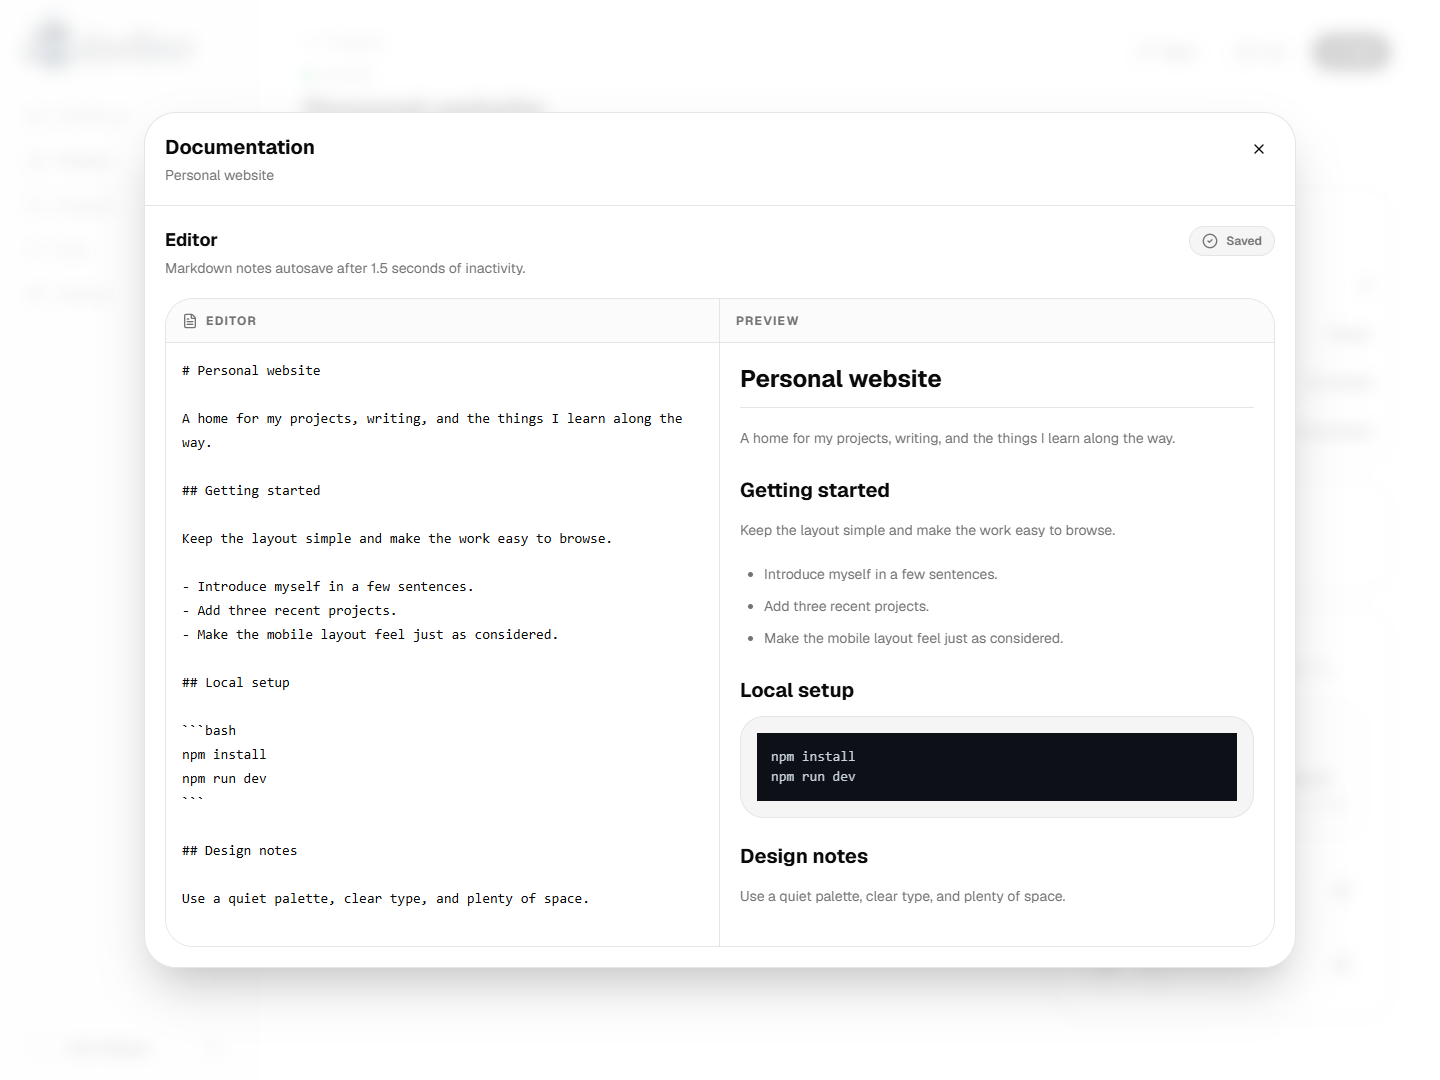 Documentation
Personal website
Editor
Saved
Markdown notes autosave after 1.5 seconds of inactivity.
EDITOR
# Personal website
A home for my projects, writing, and the things I learn along the
way.
## Getting started
Keep the layout simple and make the work easy to browse.
- Introduce myself in a few sentences.
- Add three recent projects.
- Make the mobile layout feel just as considered.
## Local setup
```bash
npm install
npm run dev
```
## Design notes
Use a quiet palette, clear type, and plenty of space.
PREVIEW
Personal website
A home for my projects, writing, and the things I learn along the way.
Getting started
Keep the layout simple and make the work easy to browse.
• Introduce myself in a few sentences.
• Add three recent projects.
• Make the mobile layout feel just as considered.
Local setup
npm install
npm run dev
Design notes
Use a quiet palette, clear type, and plenty of space.